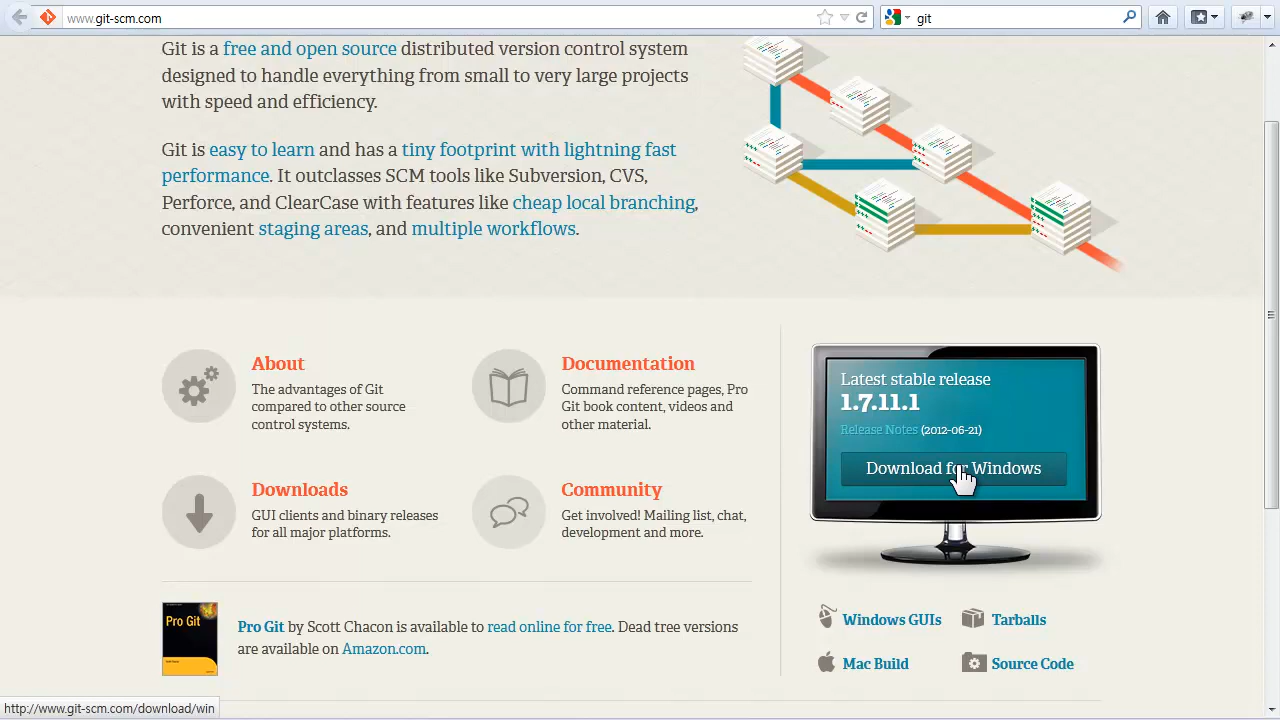 www.git-scm.com
git
Git is a free and open source distributed version control system
designed to handle everything from small to very large projects
with speed and efficiency.
Git is easy to learn and has a tiny footprint with lightning fast
performance. It outclasses SCM tools like Subversion, CVS,
Perforce, and ClearCase with features like cheap local branching,
convenient staging areas, and multiple workflows.
About
The advantages of Git
compared to other source
control systems.
Documentation
Command reference pages, Pro
Git book content, videos and
other material.
Downloads
GUI clients and binary releases
for all major platforms.
Community
Get involved! Mailing list, chat,
development and more.
Latest stable release
1.7.11.1
Release Notes (2012-06-21)
Download for Windows
Windows GUIs
Tarballs
Mac Build
Source Code
Pro Git
Pro Git by Scott Chacon is available to read online for free. Dead tree versions
are available on Amazon.com.
http://www.git-scm.com/download/win